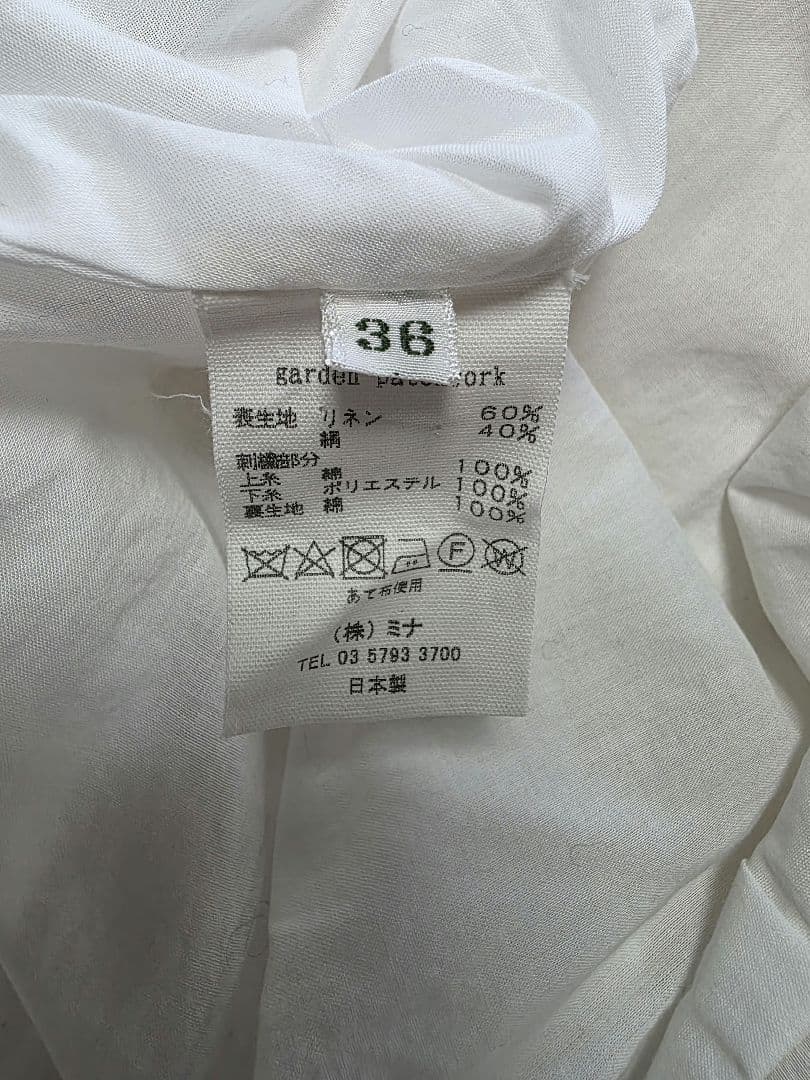 36
garden patchwork
表生地 リネン 60%
絹 40%
刺繍部分
上糸 綿 100%
下糸 ポリエステル 100%
裏生地 綿 100%
F W
あて布使用
(株) ミナ
TEL 03 5793 3700
日本製